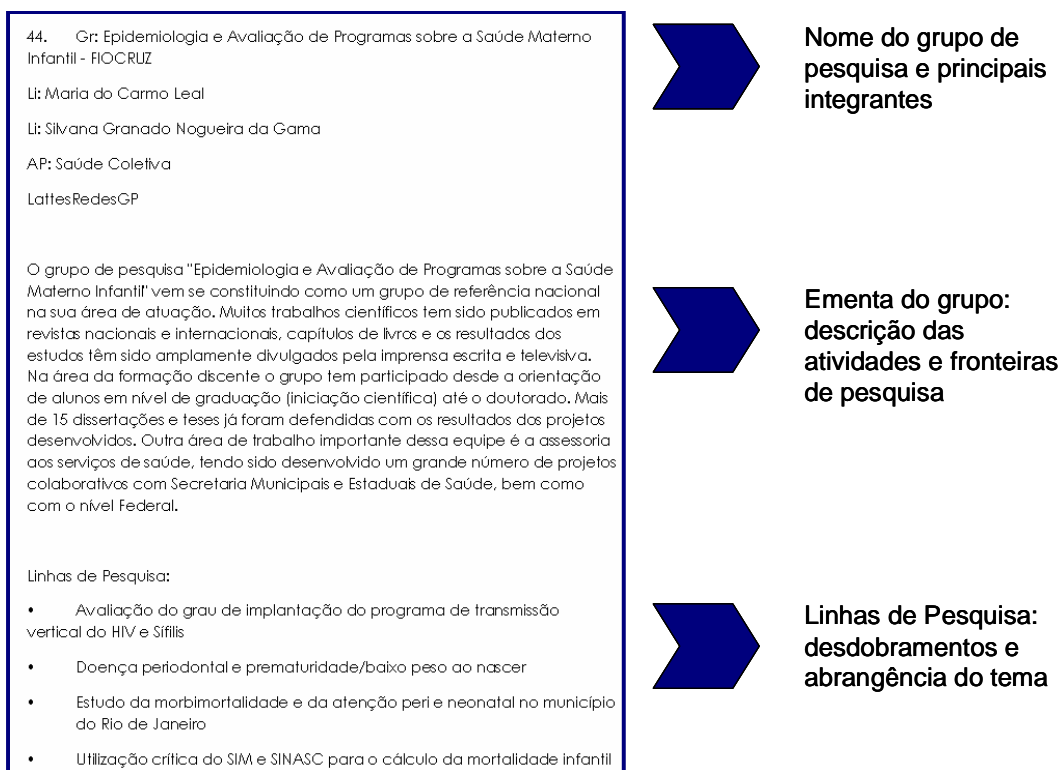 44. Gr: Epidemiologia e Avaliação de Programas sobre a Saúde Materno
Infantil - FIOCRUZ
Li: Maria do Carmo Leal
Li: Silvana Granado Nogueira da Gama
AP: Saúde Coletiva
LattesRedesGP
O grupo de pesquisa "Epidemiologia e Avaliação de Programas sobre a Saúde
Materno Infantil" vem se constituindo como um grupo de referência nacional
na sua área de atuação. Muitos trabalhos científicos tem sido publicados em
revistas nacionais e internacionais, capítulos de livros e os resultados dos
estudos têm sido amplamente divulgados pela imprensa escrita e televisiva.
Na área da formação discente o grupo tem participado desde a orientação
de alunos em nível de graduação (iniciação científica) até o doutorado. Mais
de 15 dissertações e teses já foram defendidas com os resultados dos projetos
desenvolvidos. Outra área de trabalho importante dessa equipe é a assessoria
aos serviços de saúde, tendo sido desenvolvido um grande número de projetos
colaborativos com Secretaria Municipais e Estaduais de Saúde, bem como
com o nível Federal.
Linhas de Pesquisa:
• Avaliação do grau de implantação do programa de transmissão
vertical do HIV e Sífilis
• Doença periodontal e prematuridade/baixo peso ao nascer
• Estudo da morbimortalidade e da atenção peri e neonatal no município
do Rio de Janeiro
• Utilização crítica do SIM e SINASC para o cálculo da mortalidade infantil
Nome do grupo de
pesquisa e principais
integrantes
Ementa do grupo:
descrição das
atividades e fronteiras
de pesquisa
Linhas de Pesquisa:
desdobramentos e
abrangência do tema